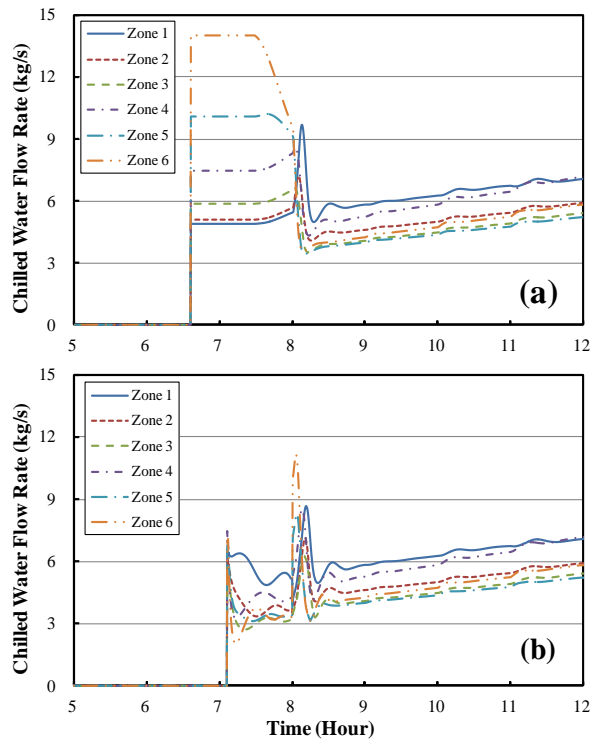 Chilled Water Flow Rate (kg/s)
15
12
9
6
3
0
Zone 1
Zone 2
Zone 3
Zone 4
Zone 5
Zone 6
(a)
5 6 7 8 9 10 11 12
Chilled Water Flow Rate (kg/s)
15
12
9
6
3
0
Zone 1
Zone 2
Zone 3
Zone 4
Zone 5
Zone 6
(b)
5 6 7 8 9 10 11 12
Time (Hour)